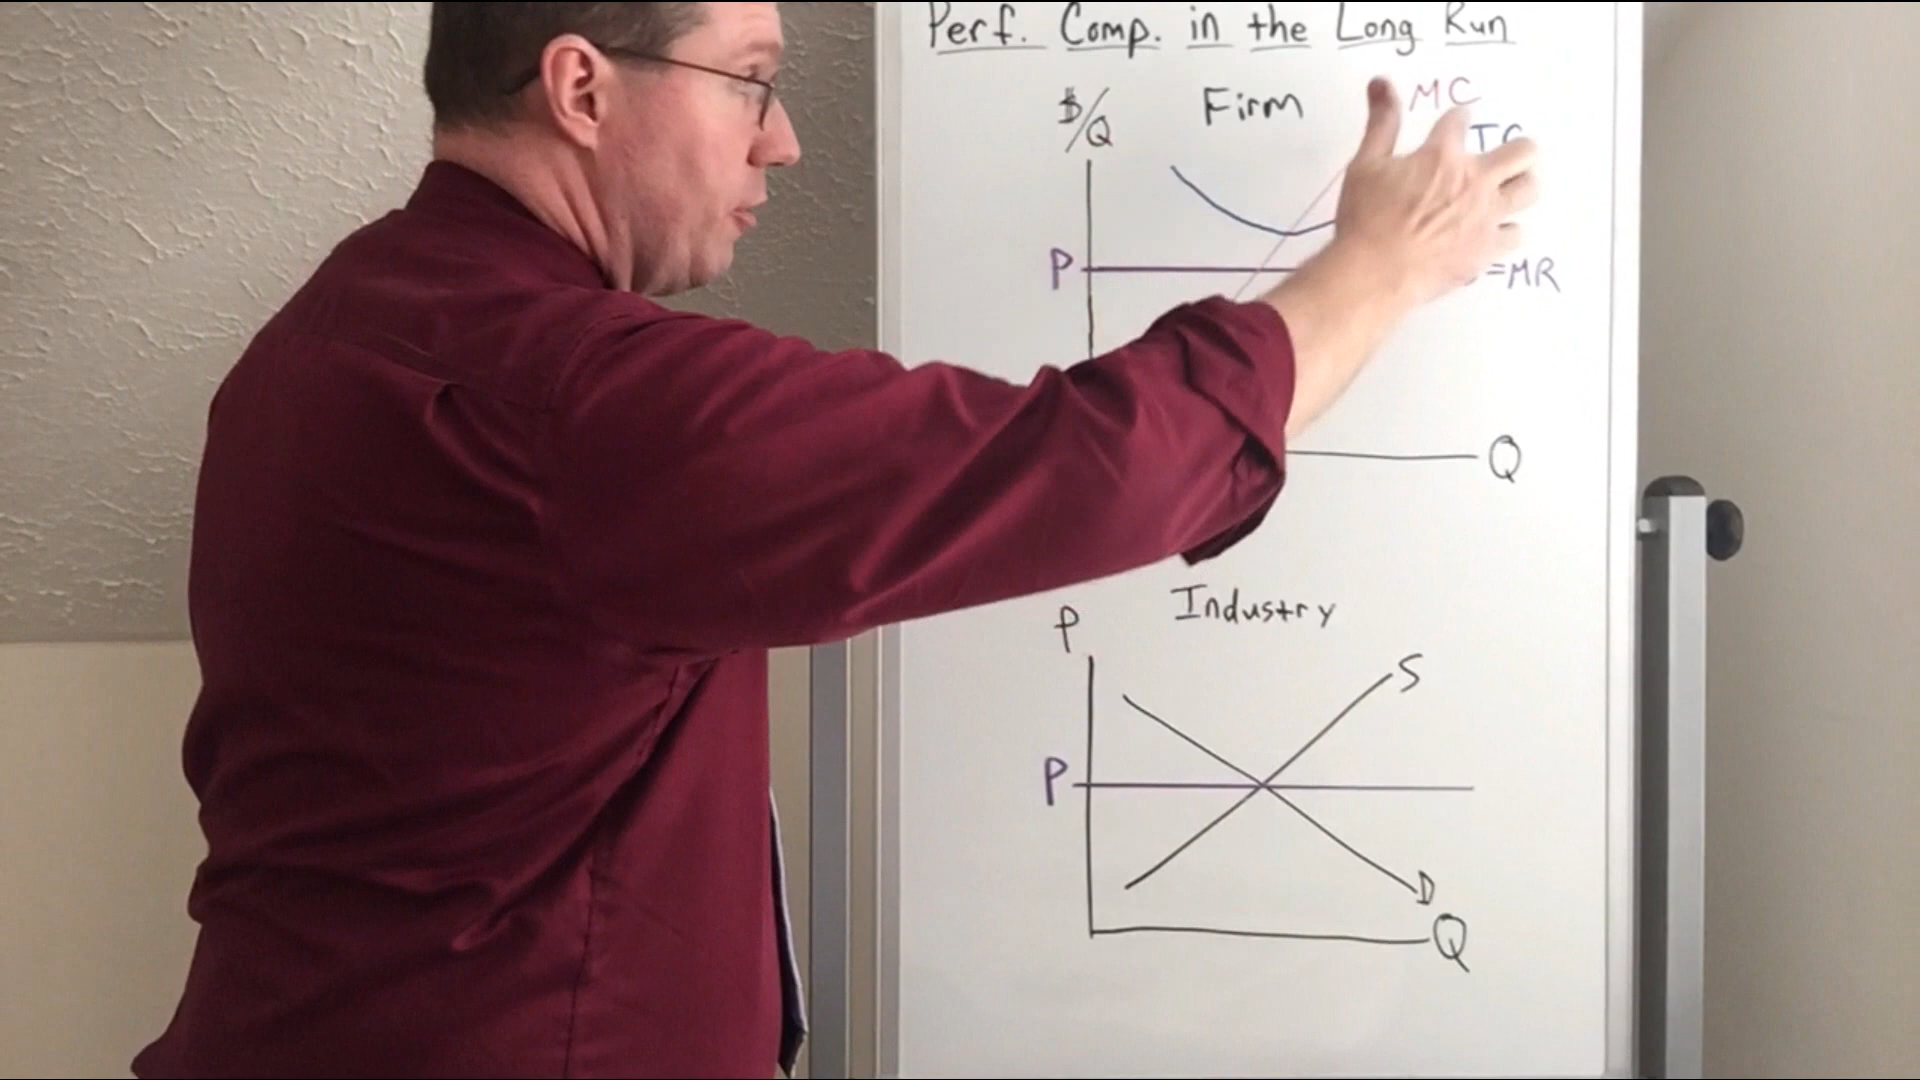 Perf. Comp. in the Long Run
$/Q
Firm
MC
P
=MR
Q
Industry
P
S
P
D
Q